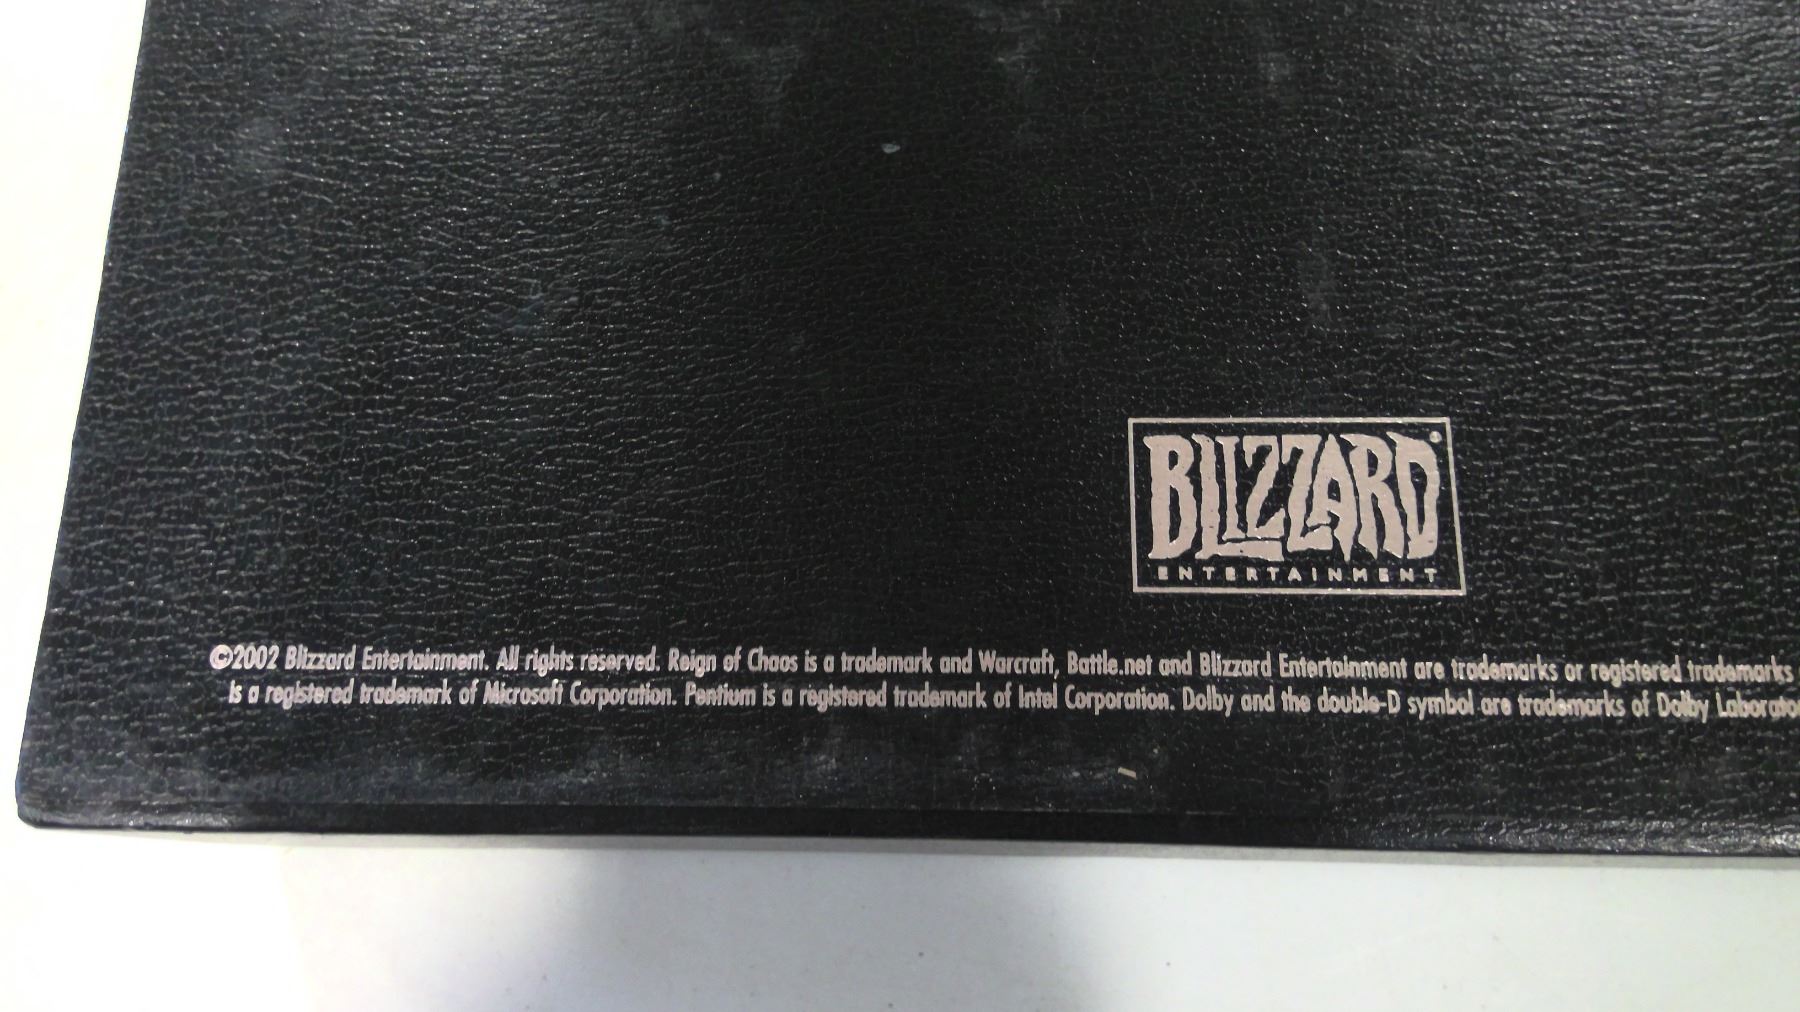 BLIZZARD®
ENTERTAINMENT
©2002 Blizzard Entertainment. All rights reserved. Reign of Chaos is a trademark and Warcraft, Battle.net and Blizzard Entertainment are trademarks or registered trademarks
is a registered trademark of Microsoft Corporation. Pentium is a registered trademark of Intel Corporation. Dolby and the double-D symbol are trademarks of Dolby Laborato